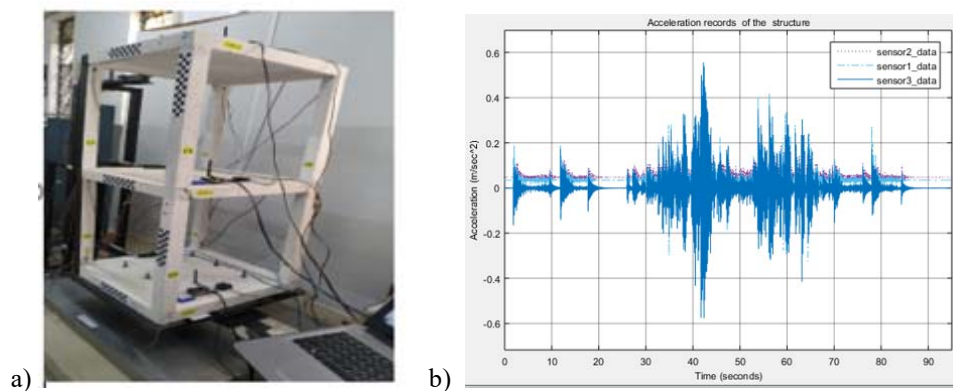 a)
b)
Acceleration records of the structure
sensor2_data
sensor1_data
sensor3_data
Acceleration (m/sec^2)
0.6
0.4
0.2
0
-0.2
-0.4
-0.6
0 10 20 30 40 50 60 70 80 90
Time (seconds)